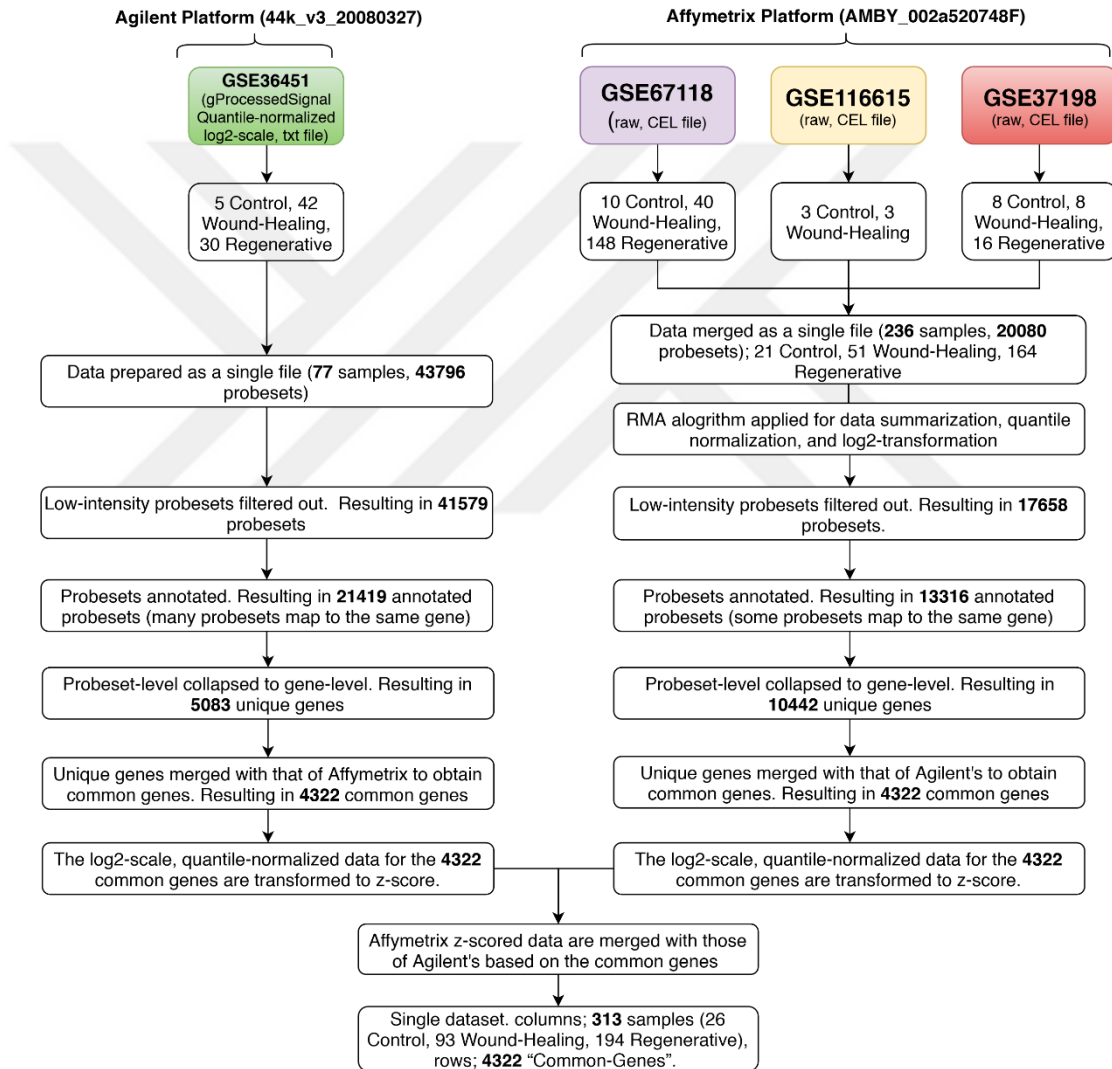 Agilent Platform (44k_v3_20080327)
GSE36451
(gProcessedSignal
Quantile-normalized
log2-scale, txt file)
5 Control, 42
Wound-Healing,
30 Regenerative
Data prepared as a single file (77 samples, 43796
probesets)
Low-intensity probesets filtered out. Resulting in 41579
probesets
Probesets annotated. Resulting in 21419 annotated
probesets (many probesets map to the same gene)
Probeset-level collapsed to gene-level. Resulting in
5083 unique genes
Unique genes merged with that of Affymetrix to obtain
common genes. Resulting in 4322 common genes
The log2-scale, quantile-normalized data for the 4322
common genes are transformed to z-score.
Affymetrix Platform (AMBY_002a520748F)
GSE67118
(raw, CEL file)
GSE116615
(raw, CEL file)
GSE37198
(raw, CEL file)
10 Control, 40
Wound-Healing,
148 Regenerative
3 Control, 3
Wound-Healing
8 Control, 8
Wound-Healing,
16 Regenerative
Data merged as a single file (236 samples, 20080
probesets); 21 Control, 51 Wound-Healing, 164
Regenerative
RMA alogrithm applied for data summarization, quantile
normalization, and log2-transformation
Low-intensity probesets filtered out. Resulting in 17658
probesets.
Probesets annotated. Resulting in 13316 annotated
probesets (some probesets map to the same gene)
Probeset-level collapsed to gene-level. Resulting in
10442 unique genes
Unique genes merged with that of Agilent's to obtain
common genes. Resulting in 4322 common genes
The log2-scale, quantile-normalized data for the 4322
common genes are transformed to z-score.
Affymetrix z-scored data are merged with those
of Agilent's based on the common genes
Single dataset. columns; 313 samples (26
Control, 93 Wound-Healing, 194 Regenerative),
rows; 4322 “Common-Genes”.